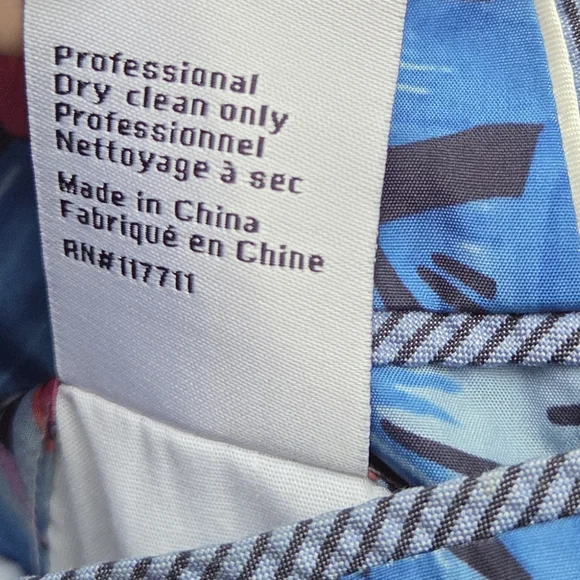 Professional
Dry clean only
Professionnel
Nettoyage à sec
Made in China
Fabriqué en Chine
RN#117711